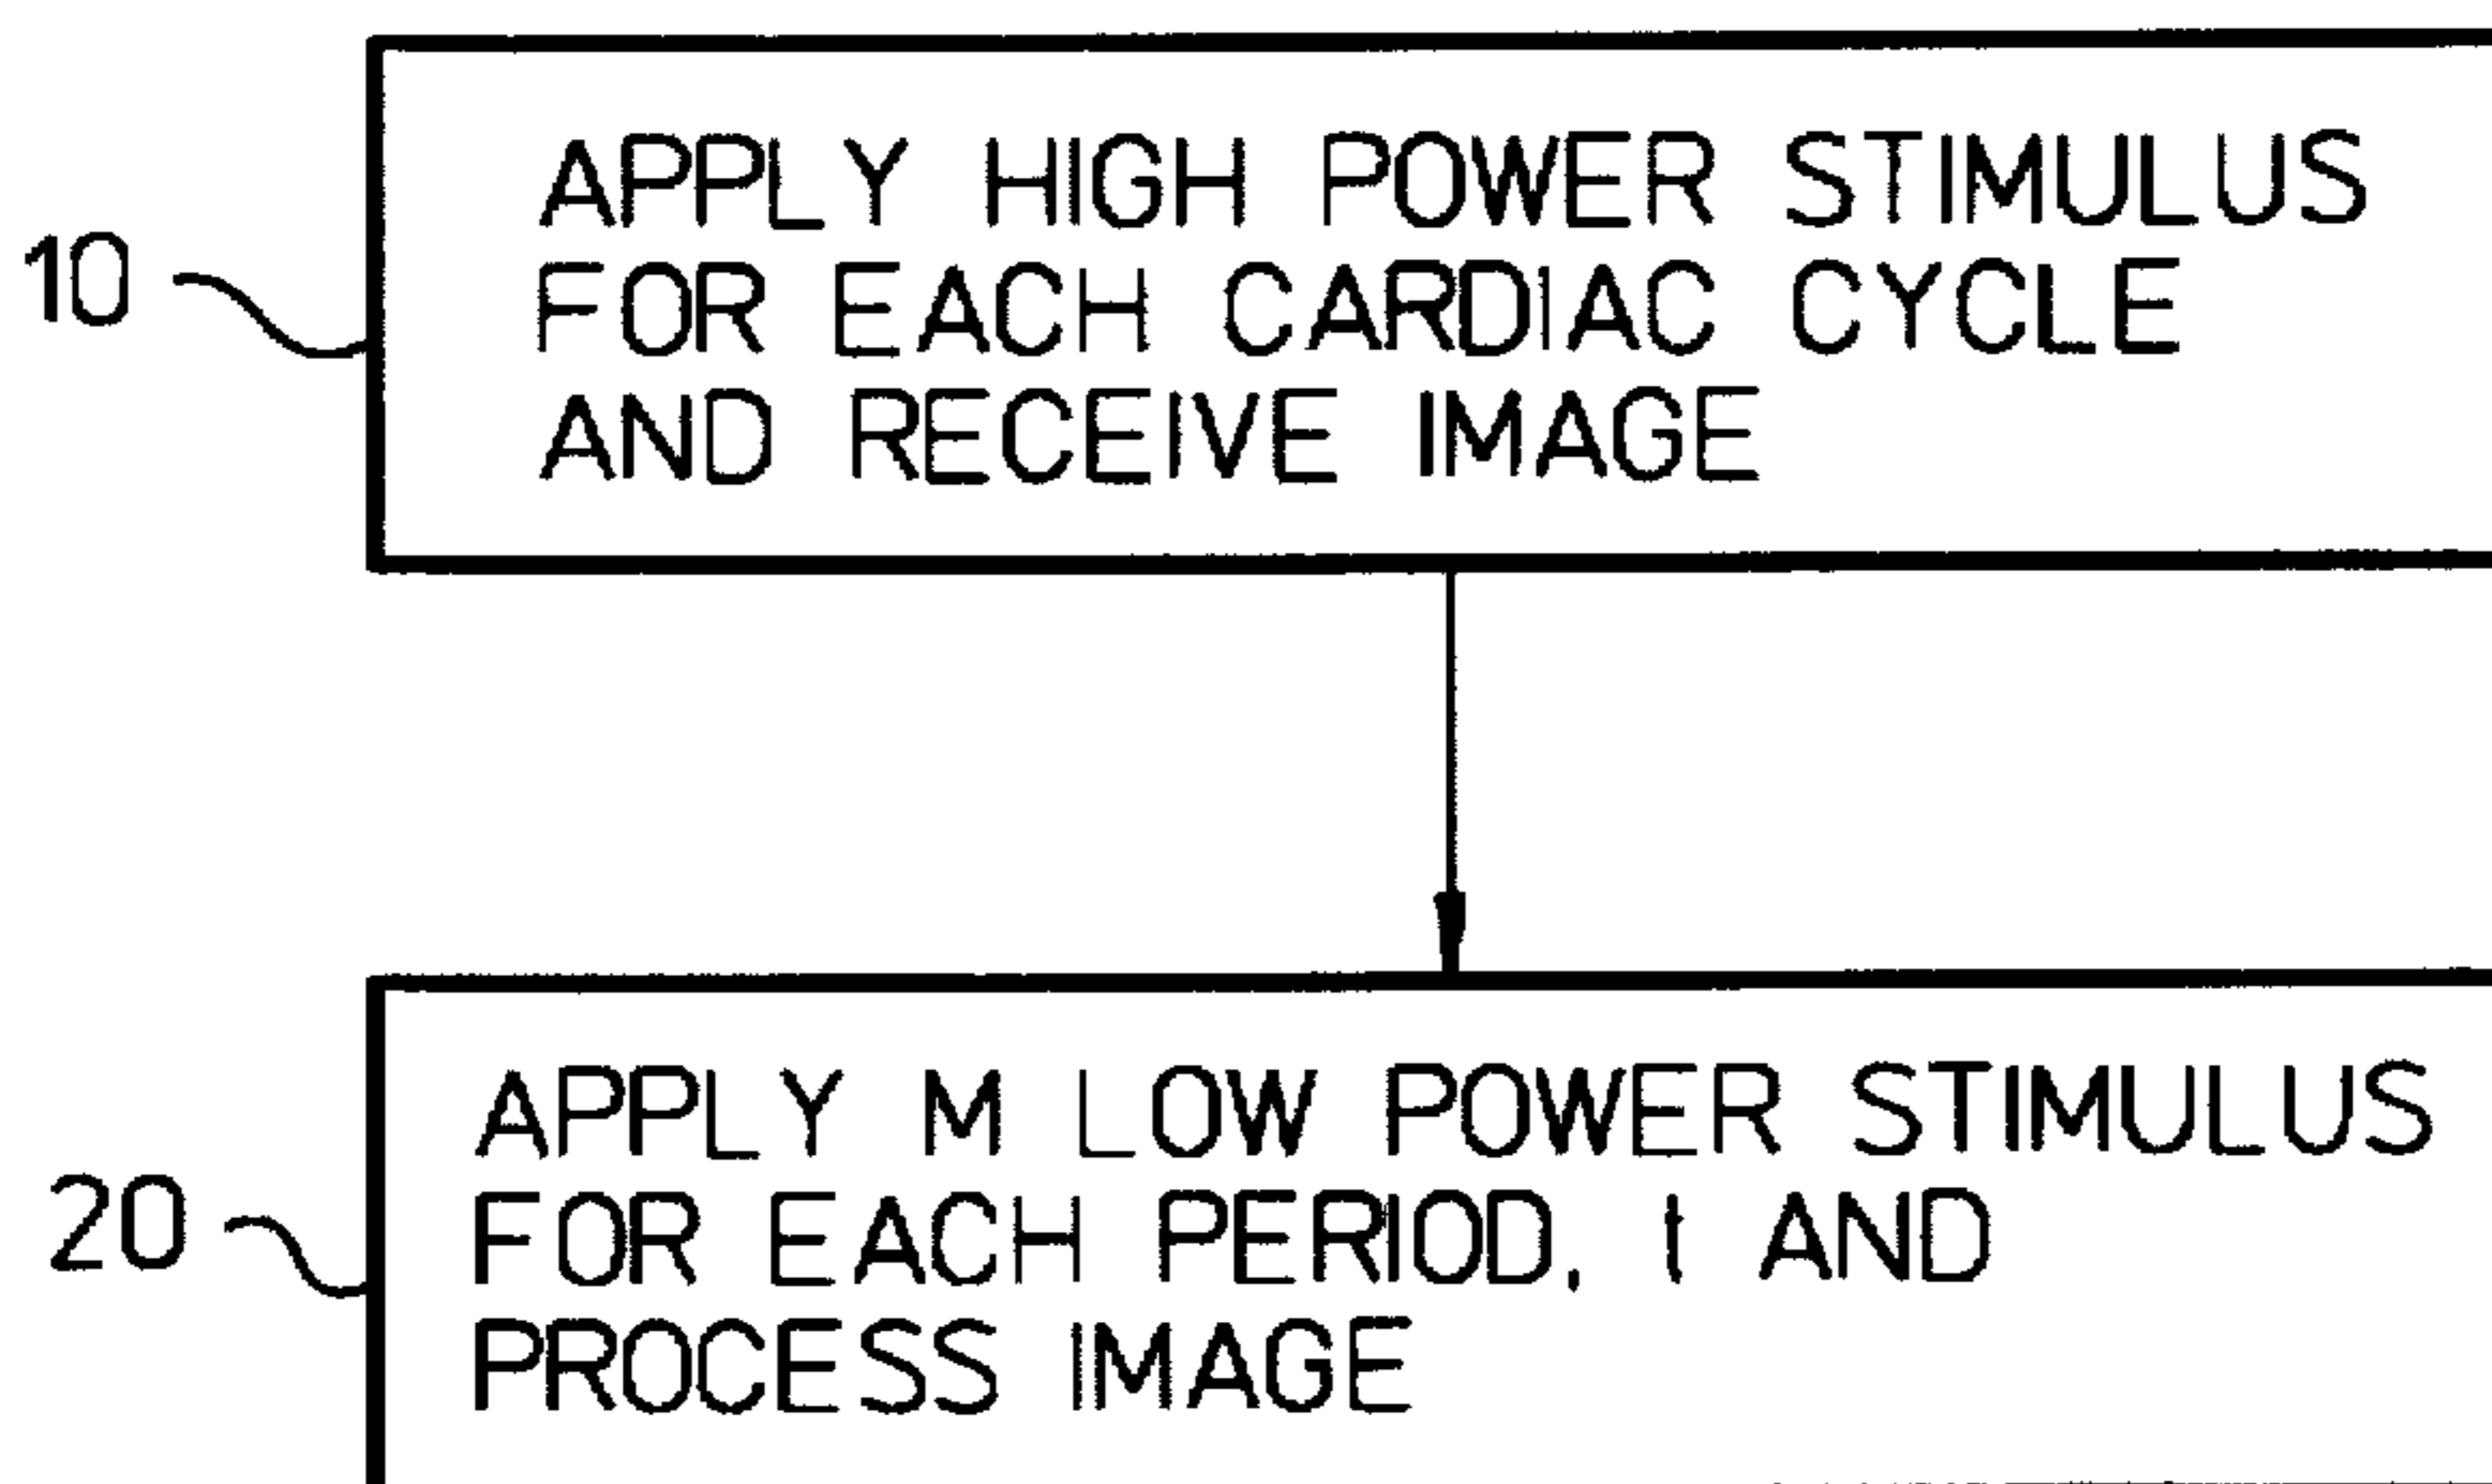 APPLY HIGH POWER STIMULUS
10
FOR EACH CARDIAC CYCLE
AND RECEIVE IMAGE
APPLY M LOW POWER STIMULUS
20
FOR EACH PERIOD, t AND
PROCESS IMAGE